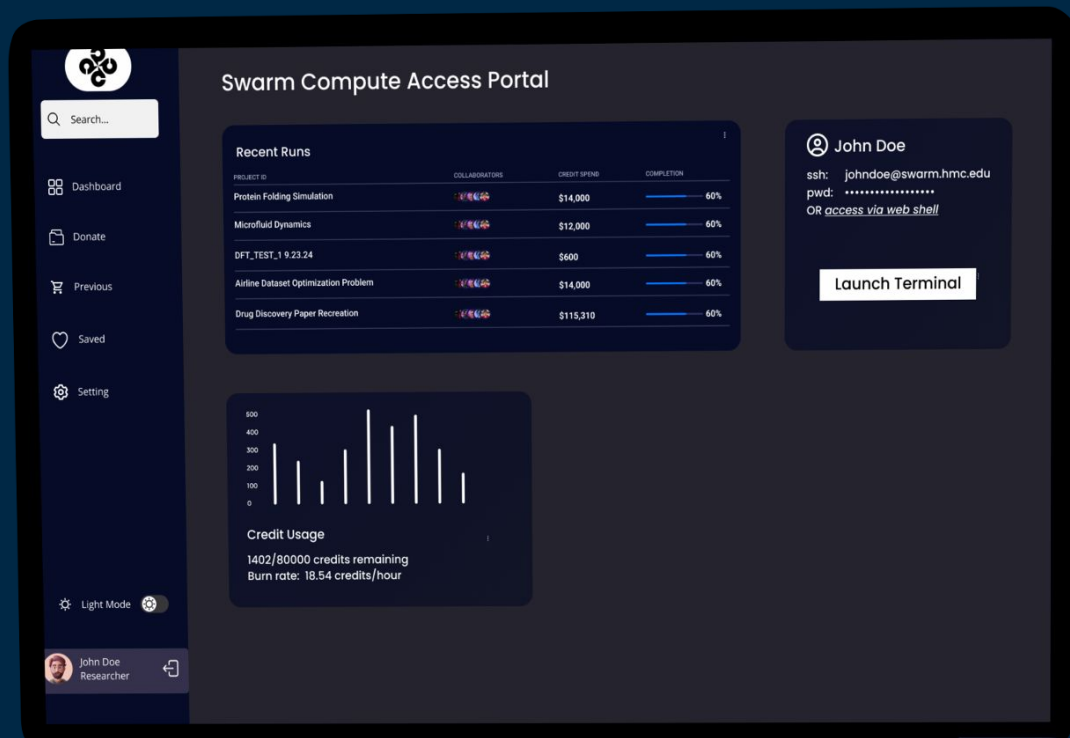 Search...
Dashboard
Donate
Previous
Saved
Setting
Light Mode
John Doe
Researcher
Swarm Compute Access Portal
Recent Runs
PROJECT ID COLLABORATORS CREDIT SPEND COMPLETION
Protein Folding Simulation $14,000 60%
Microfluid Dynamics $12,000 60%
DFT_TEST_1 9.23.24 $600 60%
Airline Dataset Optimization Problem $14,000 60%
Drug Discovery Paper Recreation $115,310 60%
John Doe
ssh: johndoe@swarm.hmc.edu
pwd: ••••••••••••••••••
OR access via web shell
Launch Terminal
500
400
300
200
100
0
Credit Usage
1402/80000 credits remaining
Burn rate: 18.54 credits/hour